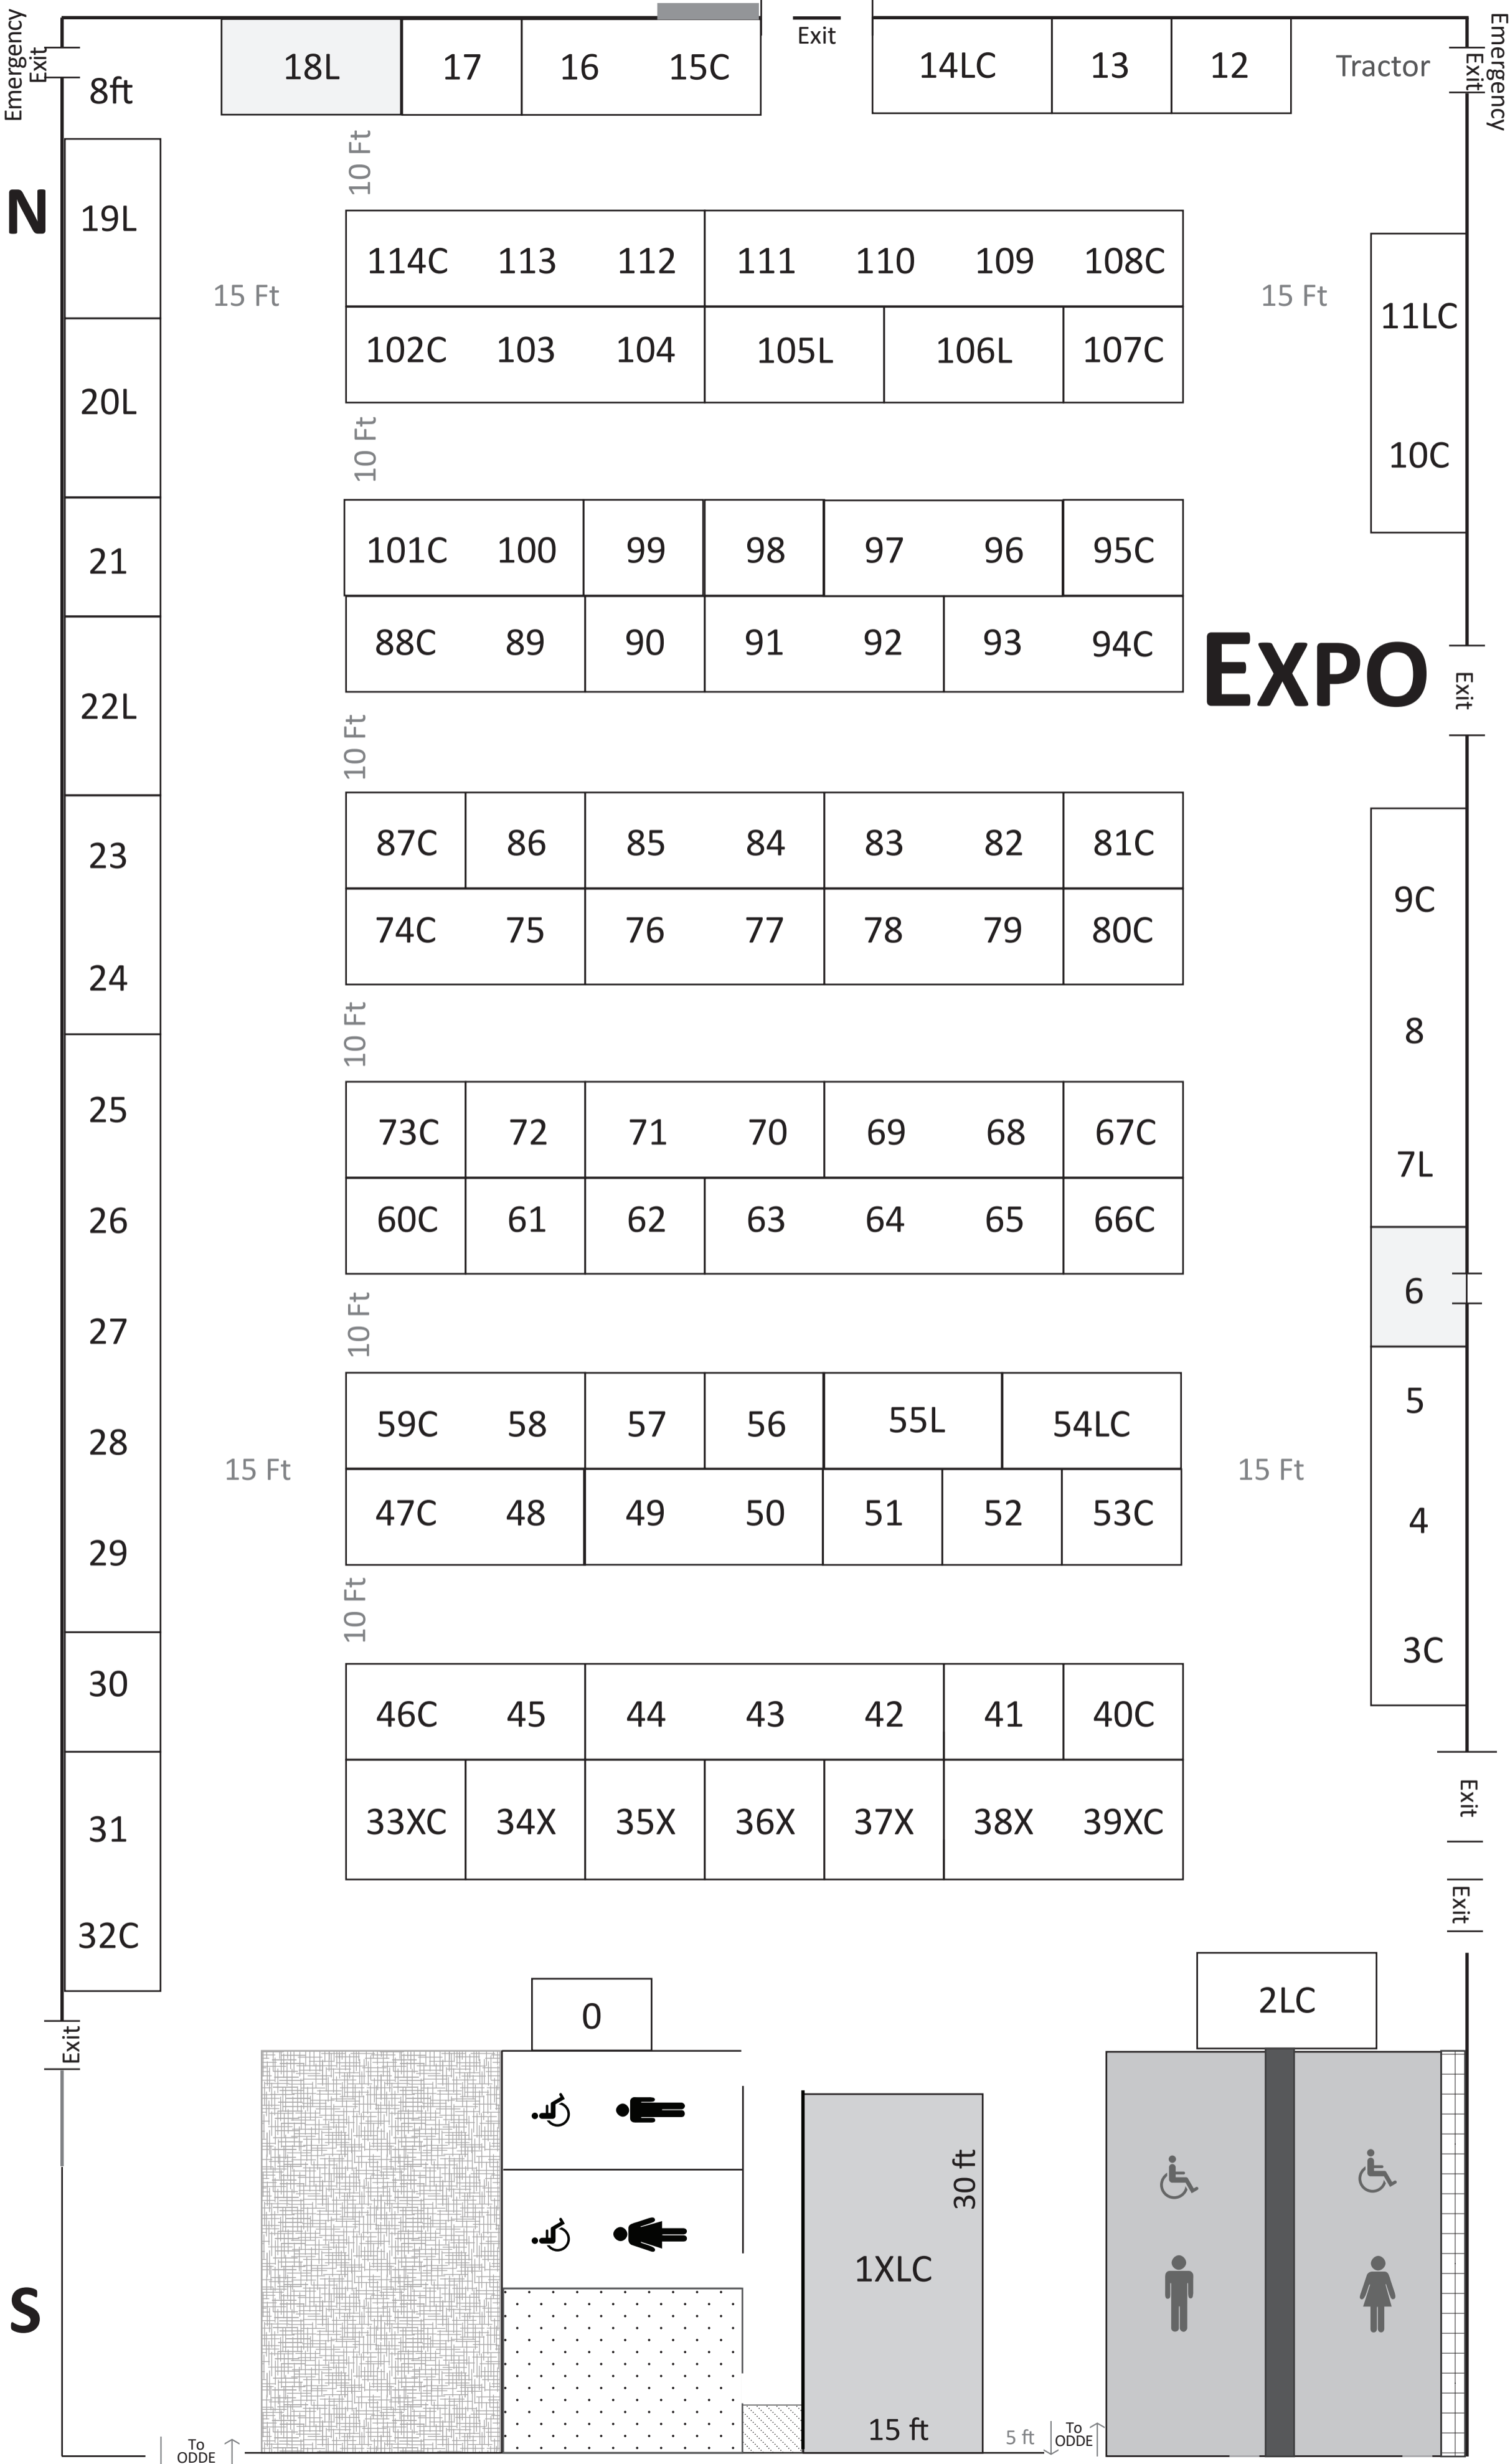 Emergency
Exit
Exit
Emergency
Exit
8ft
18L 17 16 15C
14LC 13 12 Tractor
10 Ft
N
19L
114C 113 112 111 110 109 108C
15 Ft
15 Ft
11LC
102C 103 104 105L 106L 107C
20L
10 Ft
10C
101C 100 99 98 97 96 95C
21
88C 89 90 91 92 93 94C
EXPO
Exit
22L
10 Ft
87C 86 85 84 83 82 81C
23
9C
74C 75 76 77 78 79 80C
24
10 Ft
8
25
73C 72 71 70 69 68 67C
7L
26
60C 61 62 63 64 65 66C
6
27
10 Ft
5
59C 58 57 56 55L 54LC
28
15 Ft
15 Ft
47C 48 49 50 51 52 53C
4
29
10 Ft
3C
30
46C 45 44 43 42 41 40C
Exit
31
33XC 34X 35X 36X 37X 38X 39XC
Exit
32C
2LC
0
Exit
30 ft
1XLC
S
15 ft
5 ft
To
ODDE
To
ODDE